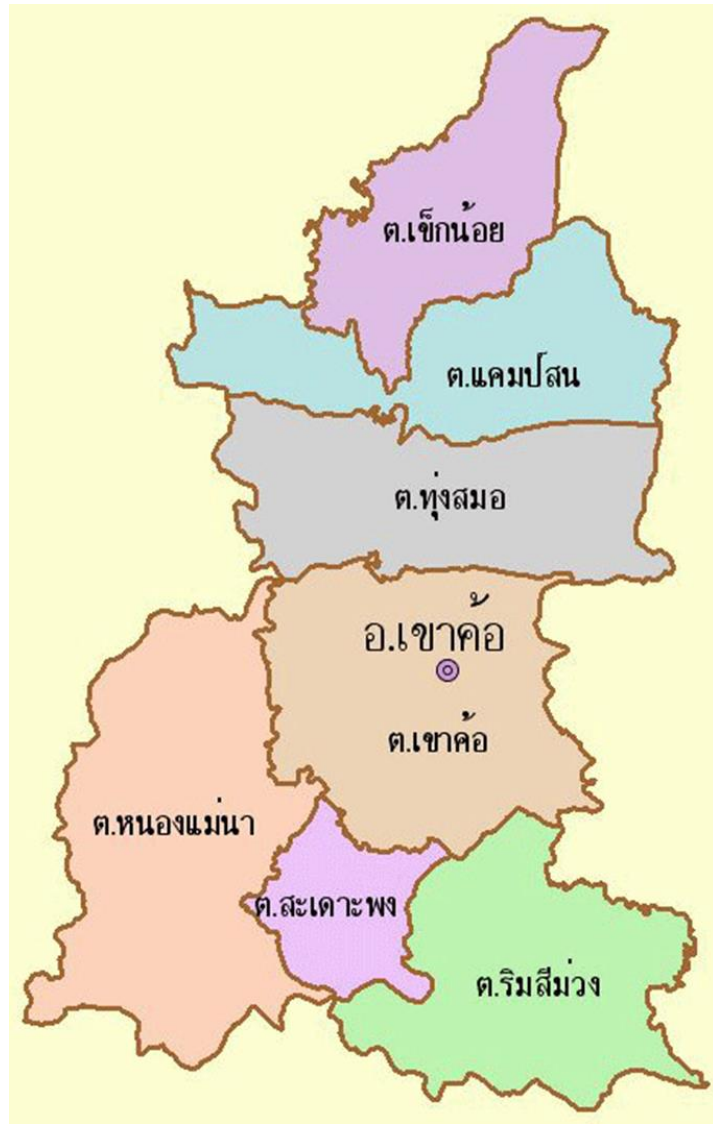 ต.เข็กน้อย
ต.แคมป์สน
ต.ทุ่งสมอ
อ.เขาค้อ
ต.เขาค้อ
ต.หนองแม่นา
ต.สะเดาะพง
ต.ริมสีม่วง